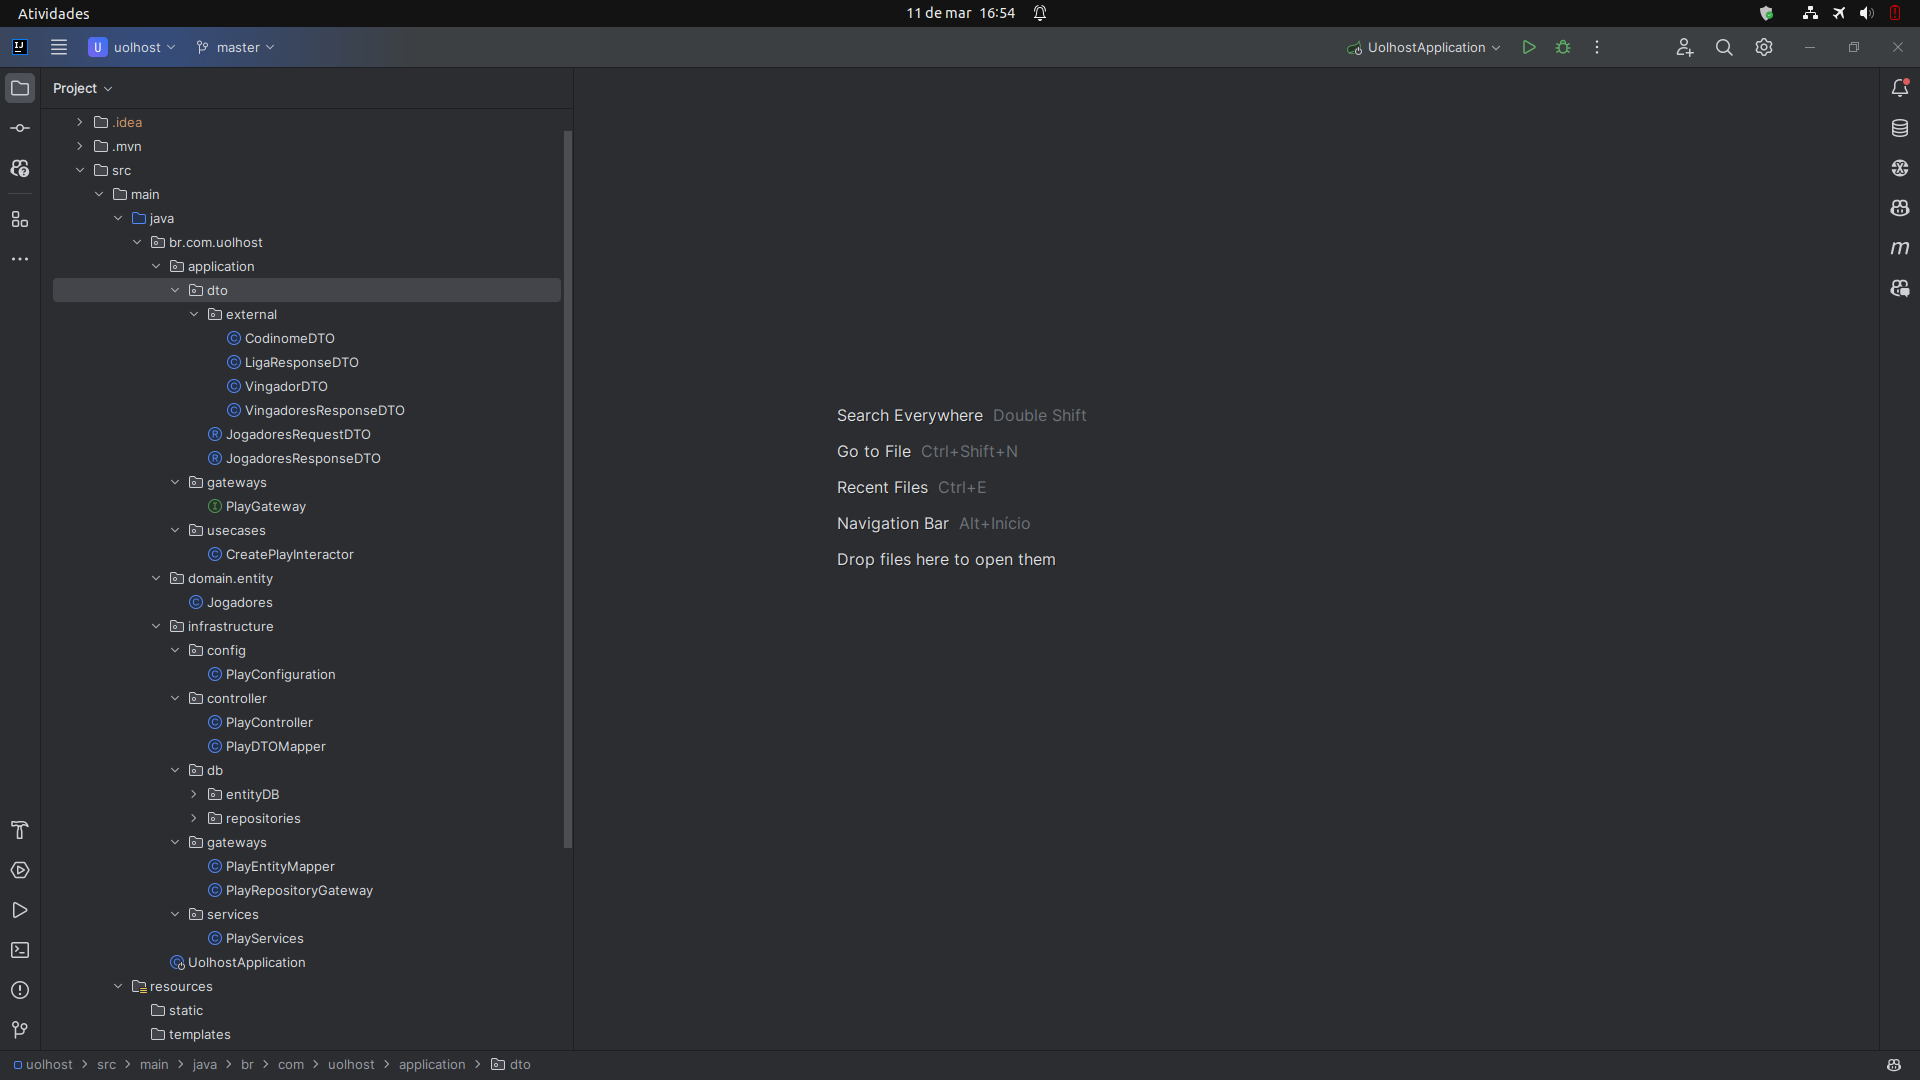 Atividades
11 de mar 16:54
U uolhost master UolhostApplication
Project
.idea
.mvn
src
main
java
br.com.uolhost
application
dto
external
CodinomeDTO
LigaResponseDTO
VingadorDTO
VingadoresResponseDTO
JogadoresRequestDTO
JogadoresResponseDTO
gateways
PlayGateway
usecases
CreatePlayInteractor
domain.entity
Jogadores
infrastructure
config
PlayConfiguration
controller
PlayController
PlayDTOMapper
db
entityDB
repositories
gateways
PlayEntityMapper
PlayRepositoryGateway
services
PlayServices
UolhostApplication
resources
static
templates
Search Everywhere Double Shift
Go to File Ctrl+Shift+N
Recent Files Ctrl+E
Navigation Bar Alt+Início
Drop files here to open them
uolhost > src > main > java > br > com > uolhost > application > dto